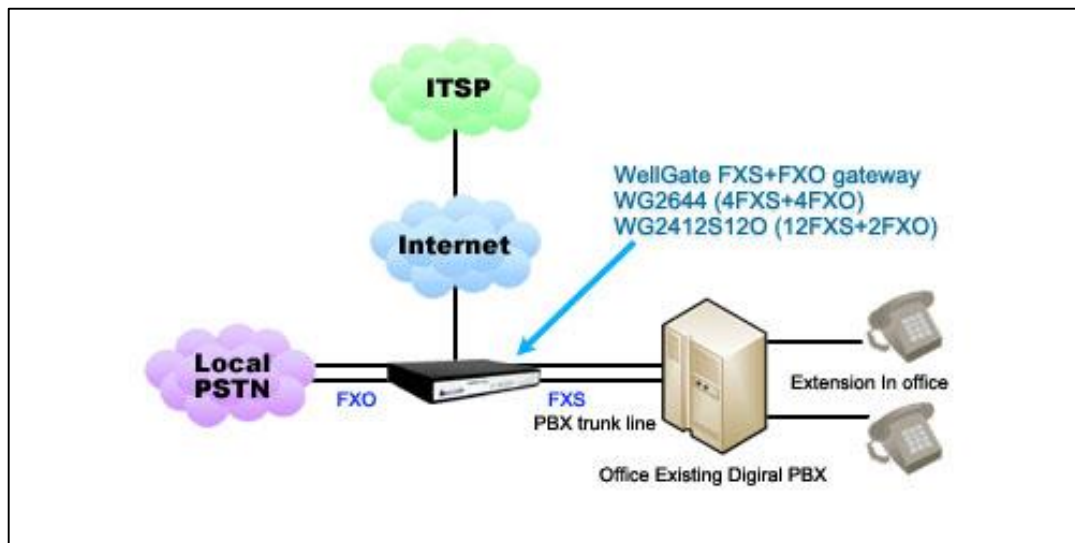 ITSP
WellGate FXS+FXO gateway
WG2644 (4FXS+4FXO)
WG2412S12O (12FXS+2FXO)
Internet
Local
PSTN
FXO
FXS
PBX trunk line
Extension In office
Office Existing Digiral PBX